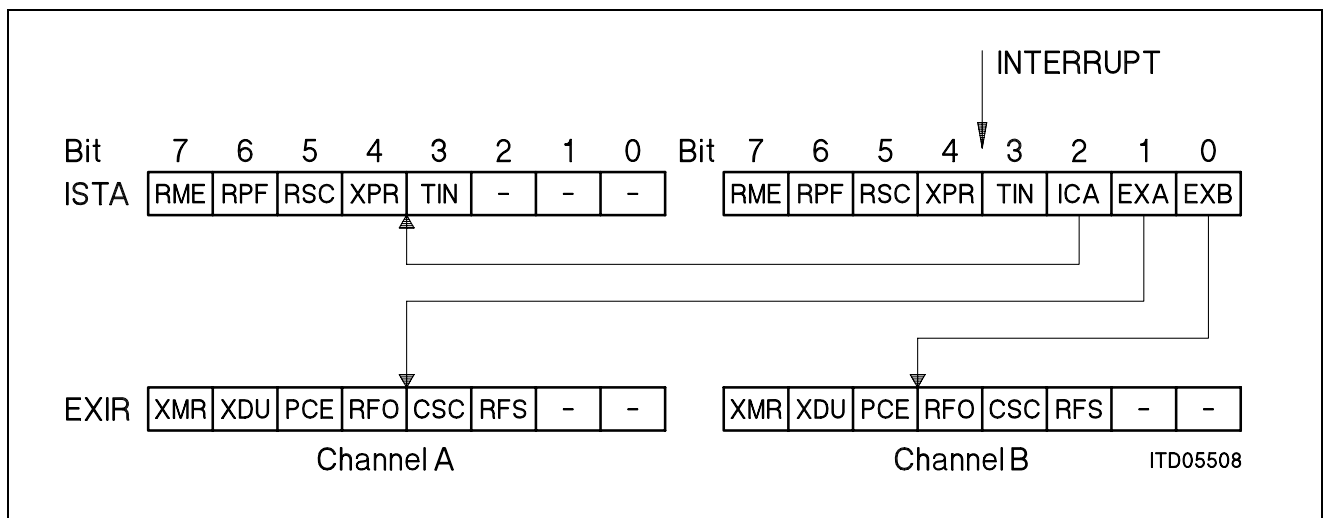 INTERRUPT
Bit 7 6 5 4 3 2 1 0 Bit 7 6 5 4 3 2 1 0
ISTA RME RPF RSC XPR TIN - - - RME RPF RSC XPR TIN ICA EXA EXB
EXIR XMR XDU PCE RFO CSC RFS - - XMR XDU PCE RFO CSC RFS - -
Channel A Channel B ITD05508